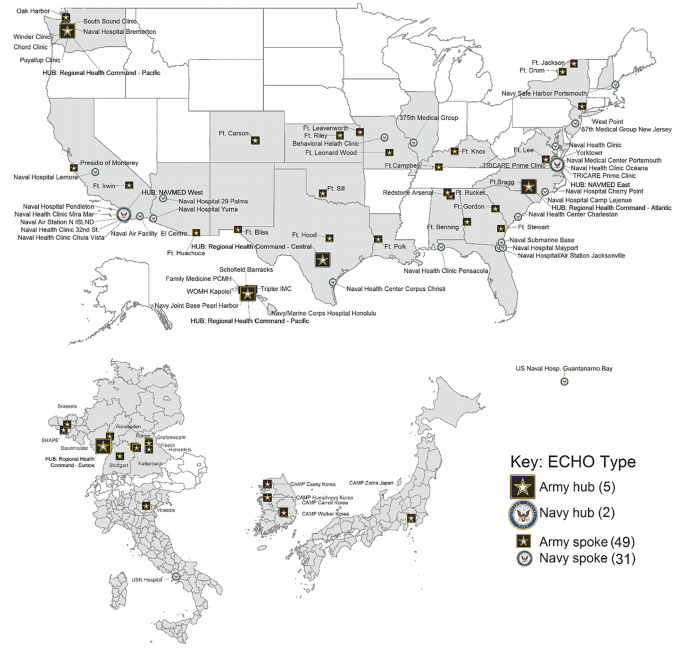 Oak Harbor
South Sound Clinic
Naval Hospital Bremerton
Winder Clinic
Chord Clinic
Puyallup Clinic
HUB: Regional Health Command - Pacific
Ft. Jackson
Ft. Drum
Navy Safe Harbor Portsmouth
375th Medical Group
West Point
87th Medical Group New Jersey
Ft. Carson
Ft. Leavenworth
Ft. Riley
Behavioral Helath Clinic
Ft. Leonard Wood
Ft. Knox
Ft. Lee
Naval Health Clinic
Yorktown
Naval Medical Center Portsmouth
Naval Health Clinic Oceana
TRICARE Prime Clinic
TRICARE Prime Clinic
Ft.Campbell
Presidio of Monterey
Naval Hospital Lemore
Ft. Irwin
HUB: NAVMED West
Naval Hospital 29 Palms
Naval Hospital Yuma
Ft. Sill
Redstone Arsenal
Ft. Rucker
Ft.Bragg
HUB: NAVMED East
Naval Hospital Cherry Point
Naval Hospital Camp Lejenue
HUB: Regional Health Command - Atlantic
Naval Hospital Pendleton
Naval Health Clinic Mira Mar
Naval Air Station N ISLND
Naval Health Clinic 32nd St.
Naval Health Clinic Chula Vista
Naval Air Facility El Centro
Ft. Gordon
Naval Health Center Charleston
Ft. Benning
Ft. Stewart
Ft. Huachuca
Ft. Bliss
Ft. Hood
Ft. Polk
HUB: Regional Health Command - Central
Naval Submarine Base
Naval Hospital Mayport
Naval Hospital/Air Station Jacksonville
Naval Health Clinic Pensacola
Naval Health Center Corpus Christi
Schofield Barracks
Family Medicine PCMH
WOMH Kapolei
Tripler IMC
Navy Joint Base Pearl Harbor
Navy/Marine Corps Hospital Honolulu
HUB: Regional Health Command - Pacific
US Naval Hosp. Guantanamo Bay
Brussels
SHAPE
Baumholder
HUB: Regional Health
Command - Europe
Weisbaden
Grafenwoehr
Vilseck
Hohenfels
Stuttgart
Katterbach
Vicenza
USN Hospital
CAMP Casey Korea
CAMP Zama Japan
CAMP Humphreys Korea
CAMP Carroll Korea
CAMP Walker Korea
Key: ECHO Type
Army hub (5)
Navy hub (2)
Army spoke (49)
Navy spoke (31)